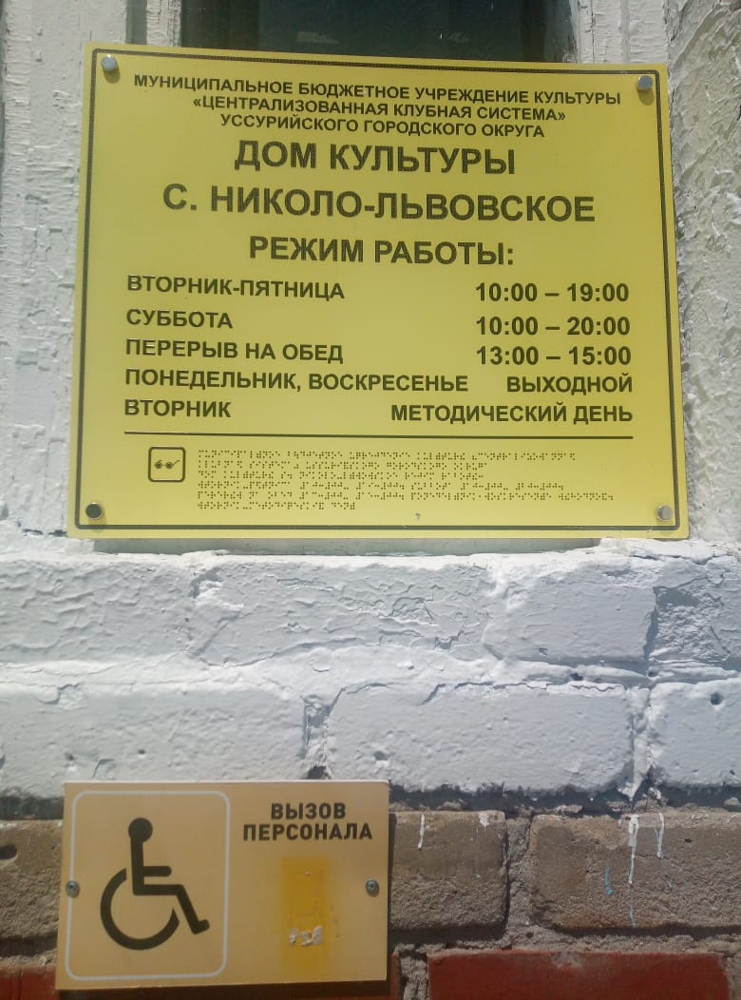 МУНИЦИПАЛЬНОЕ БЮДЖЕТНОЕ УЧРЕЖДЕНИЕ КУЛЬТУРЫ
«ЦЕНТРАЛИЗОВАННАЯ КЛУБНАЯ СИСТЕМА»
УССУРИЙСКОГО ГОРОДСКОГО ОКРУГА
ДОМ КУЛЬТУРЫ
С. НИКОЛО-ЛЬВОВСКОЕ
РЕЖИМ РАБОТЫ:
ВТОРНИК-ПЯТНИЦА 10:00 – 19:00
СУББОТА 10:00 – 20:00
ПЕРЕРЫВ НА ОБЕД 13:00 – 15:00
ПОНЕДЕЛЬНИК, ВОСКРЕСЕНЬЕ ВЫХОДНОЙ
ВТОРНИК МЕТОДИЧЕСКИЙ ДЕНЬ
ВЫЗОВ
ПЕРСОНАЛА